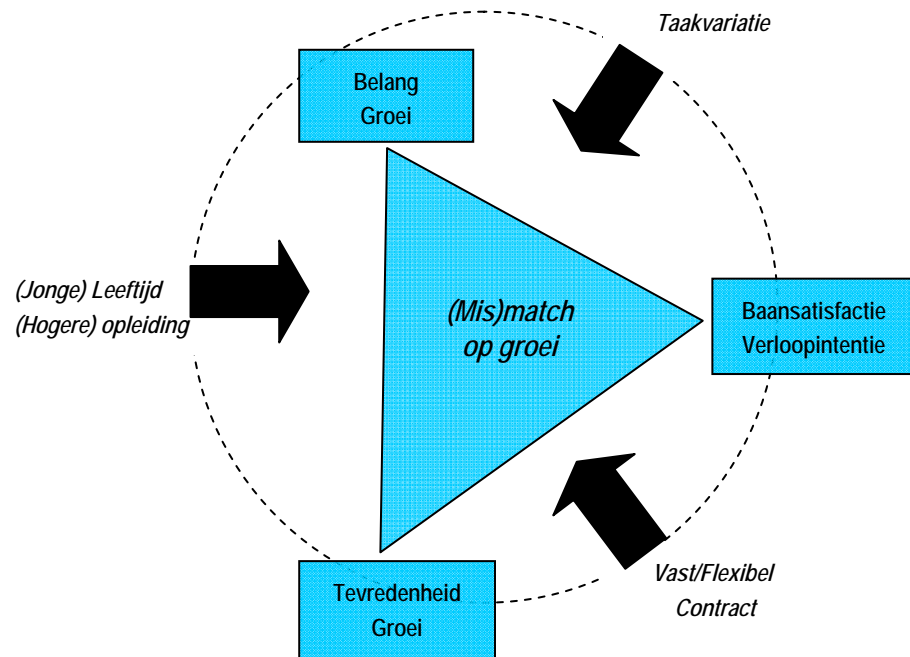 Taakvariatie
Belang
Groei
(Jonge) Leeftijd
(Hogere) opleiding
(Mis)match
op groei
Baansatisfactie
Verloopintentie
Tevredenheid
Groei
Vast/Flexibel
Contract